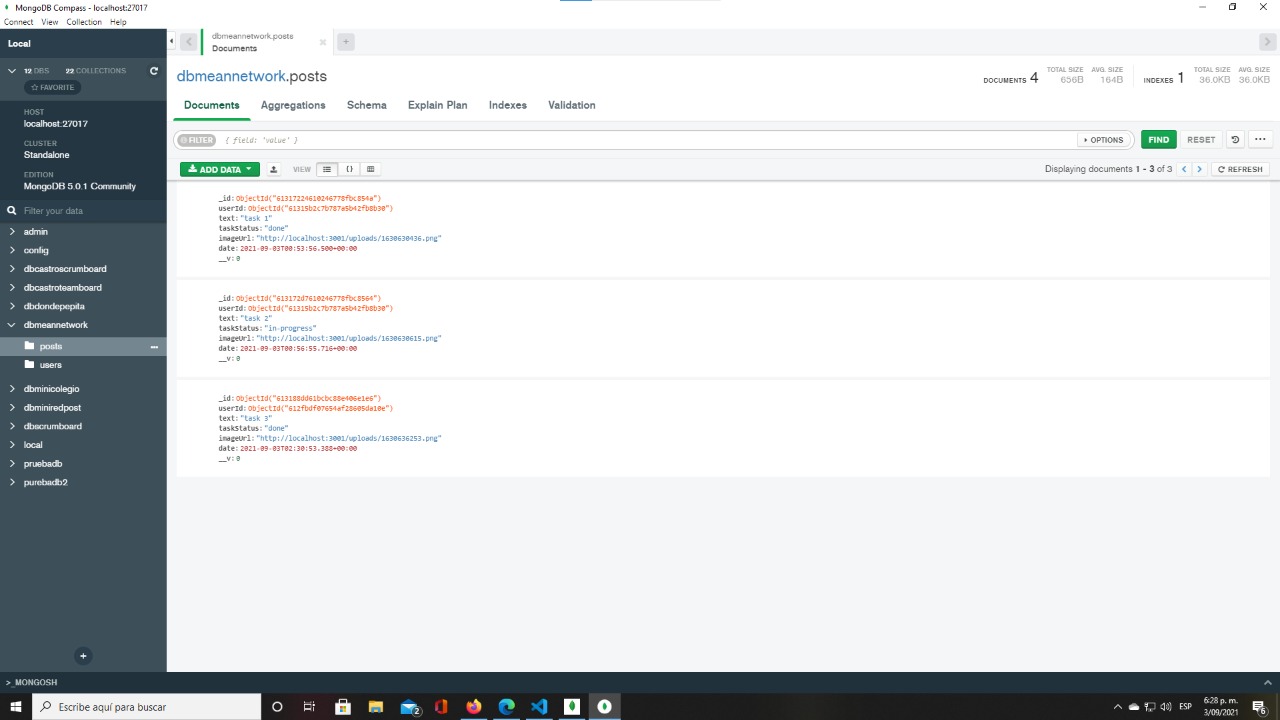 MongoDB Compass - localhost:27017
Connect View Collection Help
Local
dbmeannetwork.posts
Documents
12 DBS 22 COLLECTIONS
FAVORITE
dbmeannetwork.posts
DOCUMENTS 4 TOTAL SIZE 656B AVG. SIZE 164B INDEXES 1 TOTAL SIZE 36.0KB AVG. SIZE 36.0KB
HOST
localhost:27017
CLUSTER
Standalone
EDITION
MongoDB 5.0.1 Community
Filter your data
Documents Aggregations Schema Explain Plan Indexes Validation
FILTER { field: 'value' } OPTIONS FIND RESET
ADD DATA VIEW Displaying documents 1 - 3 of 3 REFRESH
admin
config
dbcastroscrumboard
dbcastroteamboard
dbdondepepita
dbmeannetwork
posts
users
dbminicolegio
dbminiredpost
dbscrumboard
local
pruebadb
purebadb2
_id: ObjectId("61317224610246778fbc854a")
userId: ObjectId("61315b2c7b787a5b42fb8b30")
text: "task 1"
taskStatus: "done"
imageUrl: "http://localhost:3001/uploads/1630630436.png"
date: 2021-09-03T00:53:56.500+00:00
__v: 0
_id: ObjectId("613172d7610246778fbc8564")
userId: ObjectId("61315b2c7b787a5b42fb8b30")
text: "task 2"
taskStatus: "in-progress"
imageUrl: "http://localhost:3001/uploads/1630630615.png"
date: 2021-09-03T00:56:55.716+00:00
__v: 0
_id: ObjectId("613188dd61bcbc88e406e1e6")
userId: ObjectId("612fbdf07654af28605da10e")
text: "task 3"
taskStatus: "done"
imageUrl: "http://localhost:3001/uploads/1630636253.png"
date: 2021-09-03T02:30:53.388+00:00
__v: 0
>_MONGOSH
Escribe aquí para buscar
2
ESP
6:28 p. m.
3/09/2021
6